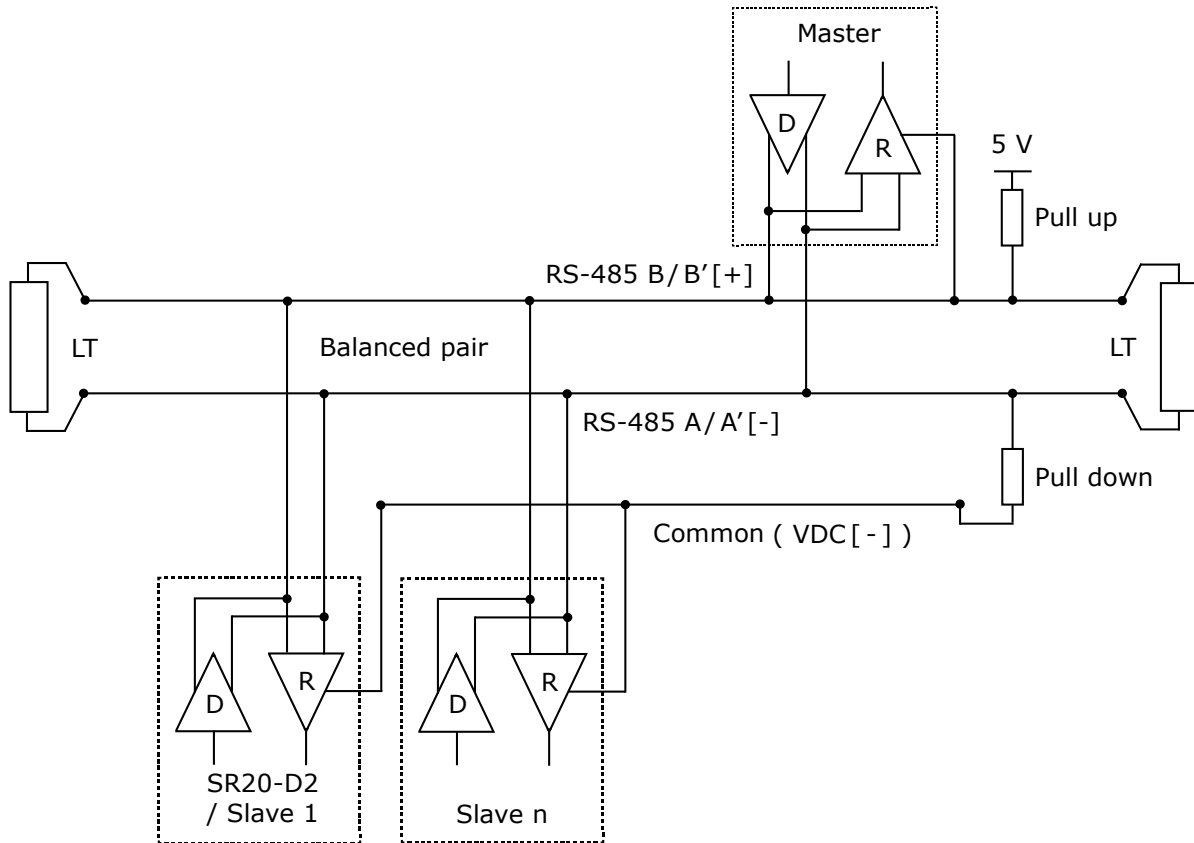 Master
D
R
5 V
Pull up
RS-485 B/B′[+]
LT
Balanced pair
LT
RS-485 A/A′[-]
Pull down
Common ( VDC [ - ] )
D
R
D
R
SR20-D2
/ Slave 1
Slave n